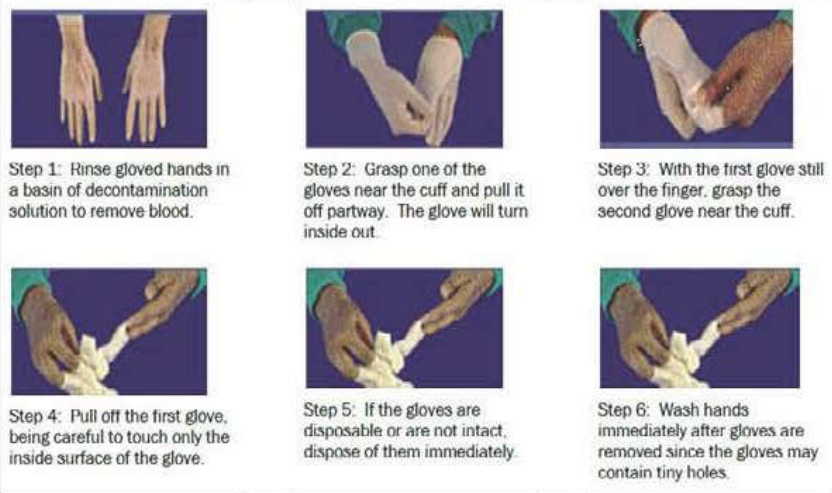 Step 1: Rinse gloved hands in
a basin of decontamination
solution to remove blood.
Step 2: Grasp one of the
gloves near the cuff and pull it
off partway. The glove will turn
inside out.
Step 3: With the first glove still
over the finger, grasp the
second glove near the cuff.
Step 4: Pull off the first glove,
being careful to touch only the
inside surface of the glove.
Step 5: If the gloves are
disposable or are not intact,
dispose of them immediately.
Step 6: Wash hands
immediately after gloves are
removed since the gloves may
contain tiny holes.